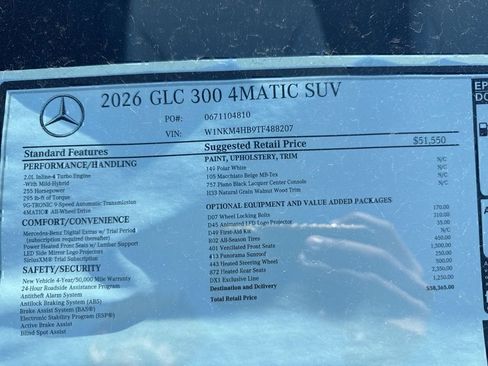 2026 GLC 300 4MATIC SUV
PO#: 0671104810
VIN: W1NKM4HB9TF488207
Standard Features
PERFORMANCE/HANDLING
2.0L Inline-4 Turbo Engine
-With Mild-Hybrid
255 Horsepower
295 lb-ft of Torque
9G-TRONIC 9-Speed Automatic Transmission
4MATIC® All-Wheel Drive
COMFORT/CONVENIENCE
Mercedes-Benz Digital Extras w/ Trial Period
(subscription required thereafter)
Power Heated Front Seats w/ Lumbar Support
LED Side Mirror Logo Projectors
SiriusXM® Trial Subscription
SAFETY/SECURITY
New Vehicle 4-Year/50,000 Mile Warranty
24-Hour Roadside Assistance Program
Antitheft Alarm System
Antilock Braking System (ABS)
Brake Assist System (BAS®)
Electronic Stability Program (ESP®)
Active Brake Assist
Blind Spot Assist
Suggested Retail Price $51,550
PAINT, UPHOLSTERY, TRIM
149 Polar White N/C
105 Macchiato Beige MB-Tex N/C
757 Piano Black Lacquer Center Console N/C
H33 Natural Grain Walnut Wood Trim N/C
OPTIONAL EQUIPMENT AND VALUE ADDED PACKAGES
D07 Wheel Locking Bolts 170.00
D45 Animated LED Logo Projector 310.00
D49 First-Aid Kit 35.00
R02 All-Season Tires N/C
401 Ventilated Front Seats 450.00
413 Panorama Sunroof 1,500.00
443 Heated Steering Wheel 250.00
872 Heated Rear Seats
DX1 Exclusive Line 2,350.00
Destination and Delivery 1,250.00
Total Retail Price $58,365.00